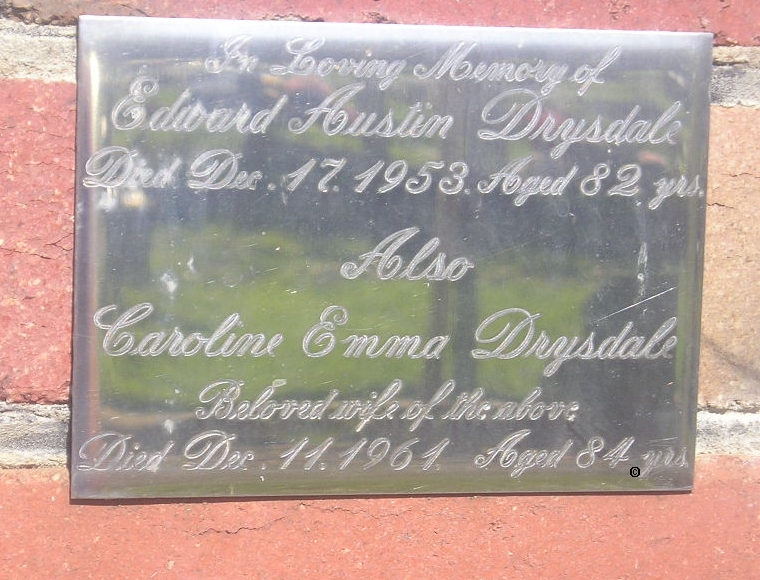 In Loving Memory of
Edward Austin Drysdale
Died Dec. 17. 1953. Aged 82 yrs.
Also
Caroline Emma Drysdale
Beloved wife of the above
Died Dec. 11. 1961. Aged 84 yrs.
©